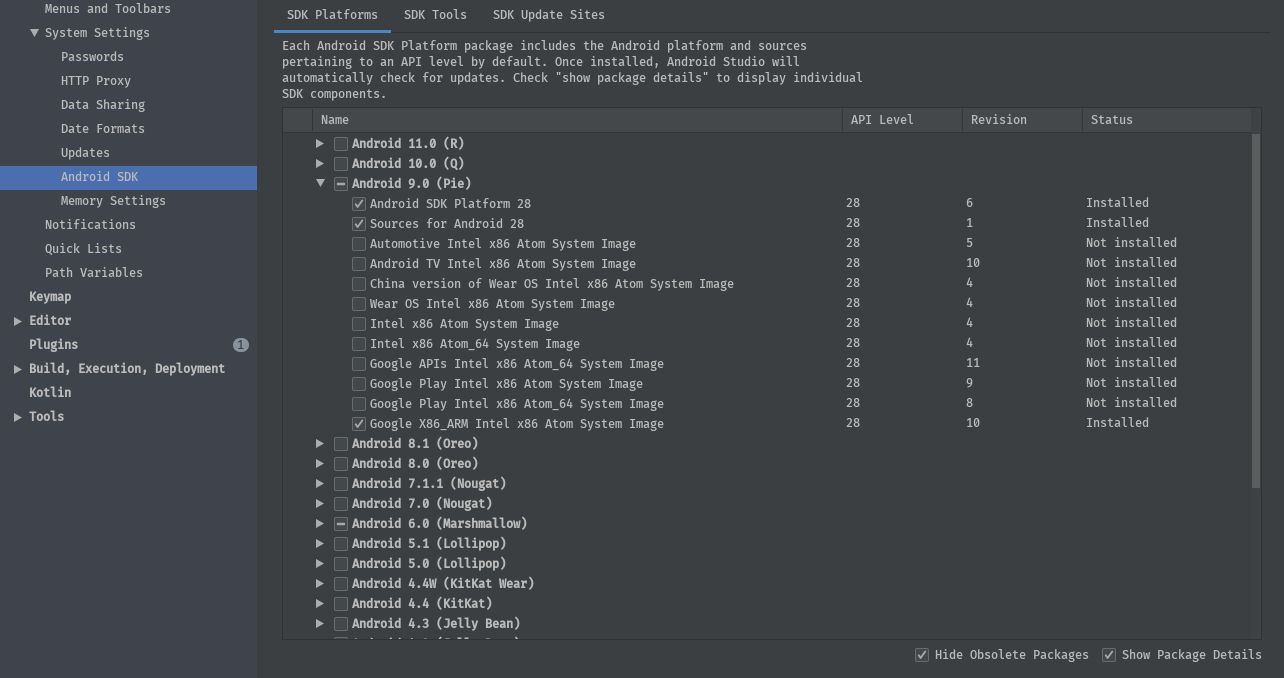 Menus and Toolbars
System Settings
Passwords
HTTP Proxy
Data Sharing
Date Formats
Updates
Android SDK
Memory Settings
Notifications
Quick Lists
Path Variables
Keymap
Editor
Plugins 1
Build, Execution, Deployment
Kotlin
Tools
SDK Platforms SDK Tools SDK Update Sites
Each Android SDK Platform package includes the Android platform and sources
pertaining to an API level by default. Once installed, Android Studio will
automatically check for updates. Check "show package details" to display individual
SDK components.
Name API Level Revision Status
Android 11.0 (R)
Android 10.0 (Q)
Android 9.0 (Pie)
Android SDK Platform 28 28 6 Installed
Sources for Android 28 28 1 Installed
Automotive Intel x86 Atom System Image 28 5 Not installed
Android TV Intel x86 Atom System Image 28 10 Not installed
China version of Wear OS Intel x86 Atom System Image 28 4 Not installed
Wear OS Intel x86 Atom System Image 28 4 Not installed
Intel x86 Atom System Image 28 4 Not installed
Intel x86 Atom_64 System Image 28 4 Not installed
Google APIs Intel x86 Atom_64 System Image 28 11 Not installed
Google Play Intel x86 Atom System Image 28 9 Not installed
Google Play Intel x86 Atom_64 System Image 28 8 Not installed
Google X86_ARM Intel x86 Atom System Image 28 10 Installed
Android 8.1 (Oreo)
Android 8.0 (Oreo)
Android 7.1.1 (Nougat)
Android 7.0 (Nougat)
Android 6.0 (Marshmallow)
Android 5.1 (Lollipop)
Android 5.0 (Lollipop)
Android 4.4W (KitKat Wear)
Android 4.4 (KitKat)
Android 4.3 (Jelly Bean)
Hide Obsolete Packages Show Package Details